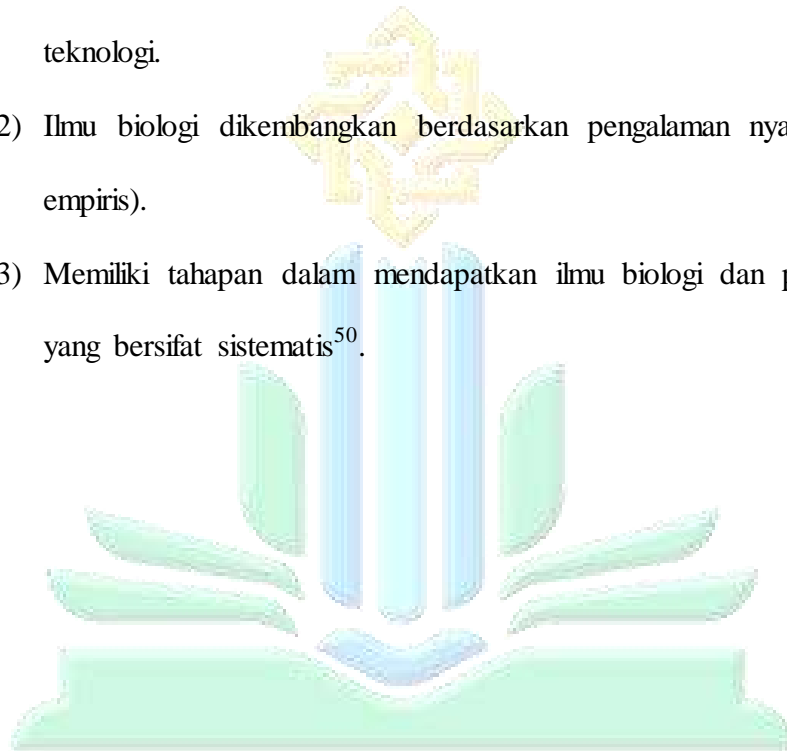 teknologi.
2) Ilmu biologi dikembangkan berdasarkan pengalaman nya
empiris).
3) Memiliki tahapan dalam mendapatkan ilmu biologi dan p
yang bersifat sistematis50.